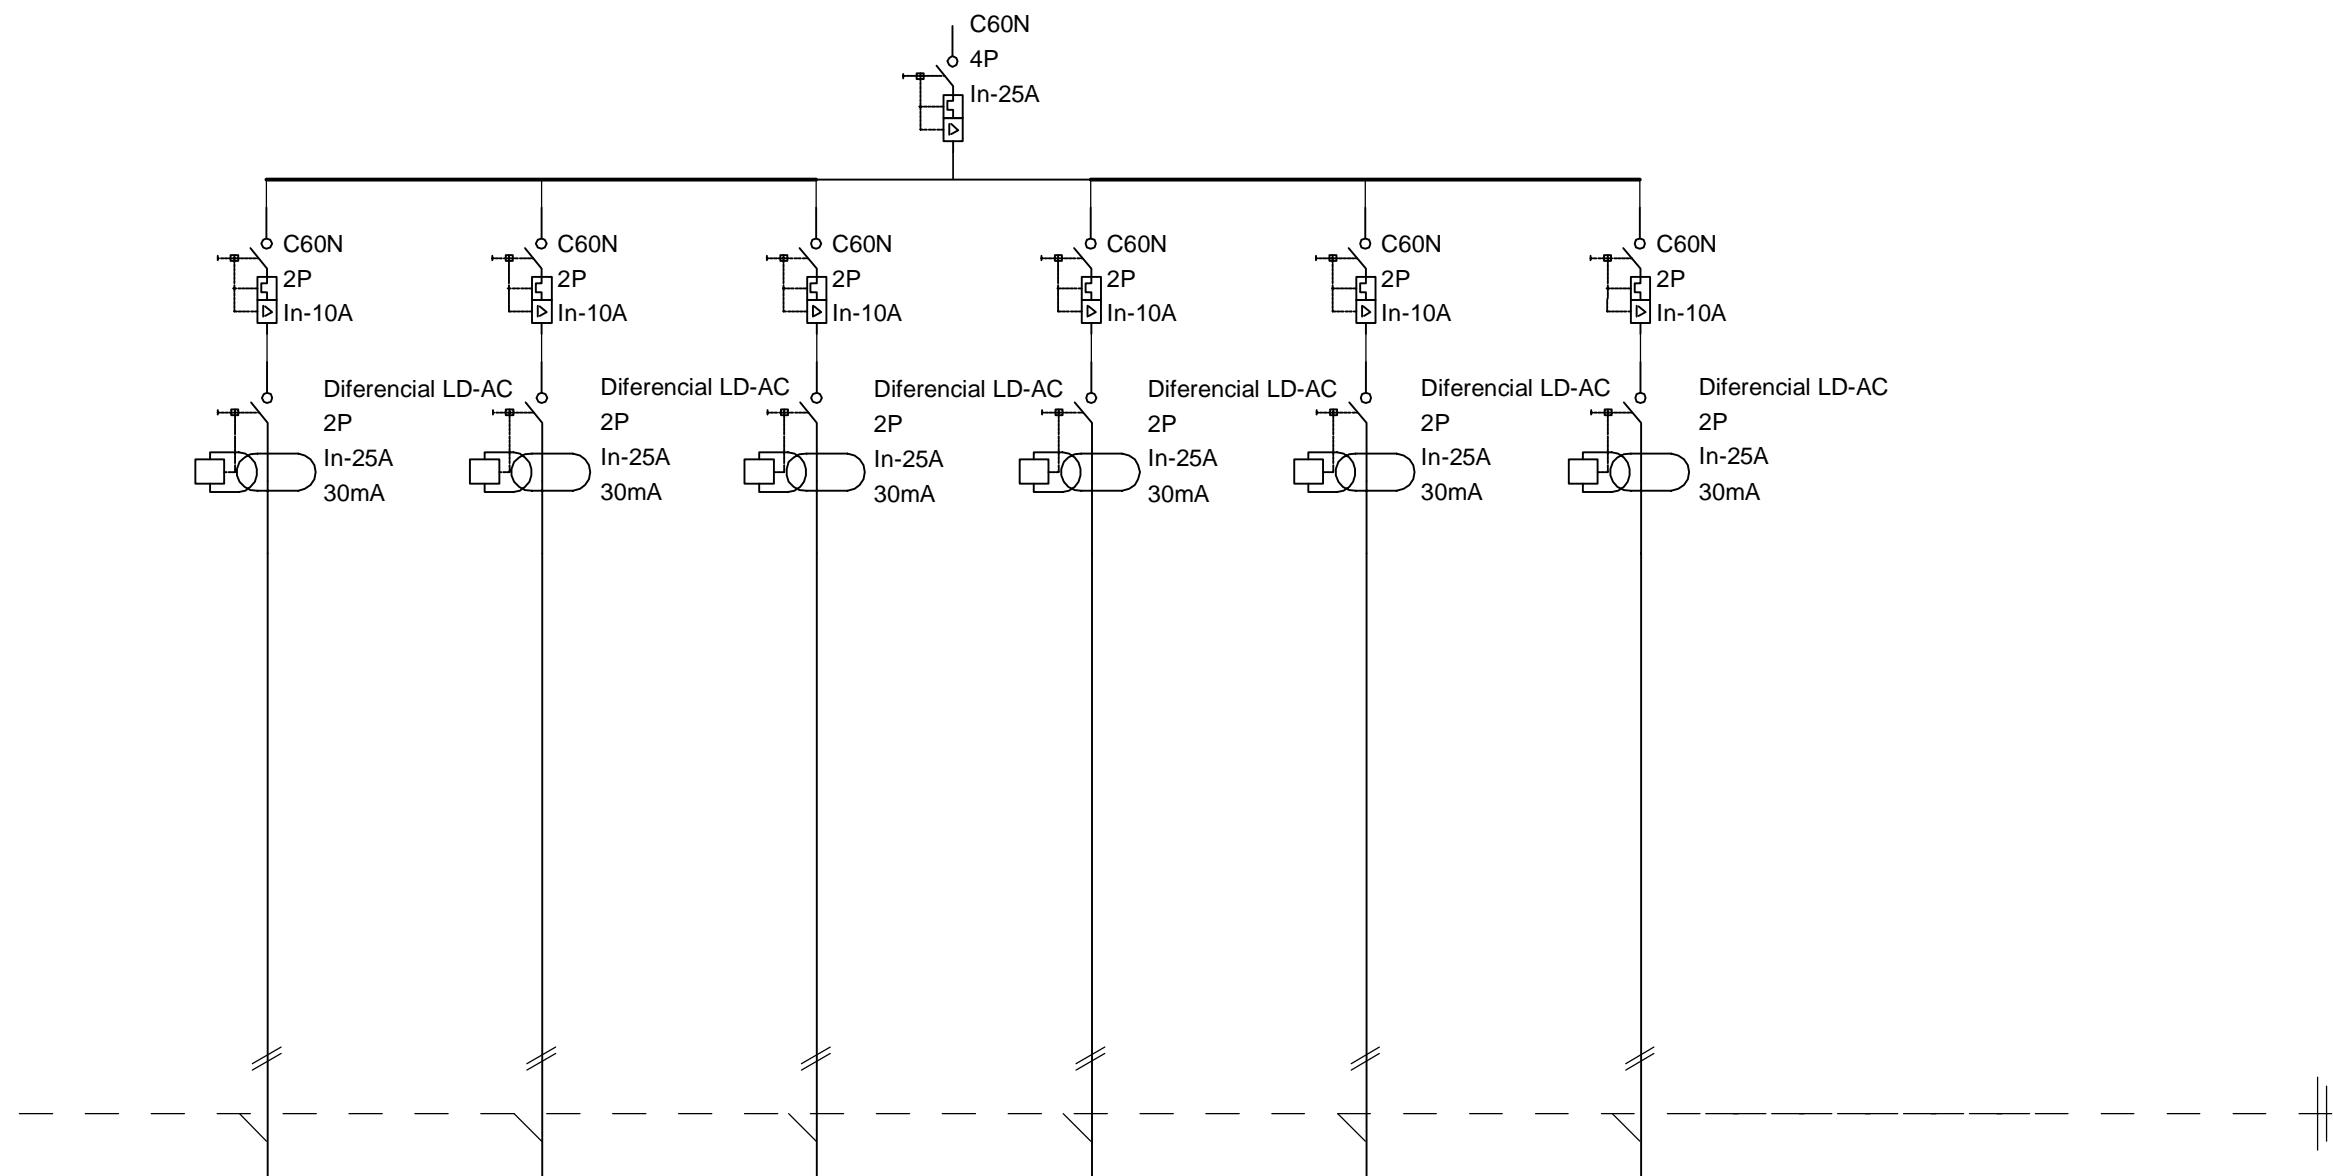 C60N
4P
In-25A
C60N
2P
In-10A
C60N
2P
In-10A
C60N
2P
In-10A
C60N
2P
In-10A
C60N
2P
In-10A
C60N
2P
In-10A
Diferencial LD-AC
2P
In-25A
30mA
Diferencial LD-AC
2P
In-25A
30mA
Diferencial LD-AC
2P
In-25A
30mA
Diferencial LD-AC
2P
In-25A
30mA
Diferencial LD-AC
2P
In-25A
30mA
Diferencial LD-AC
2P
In-25A
30mA